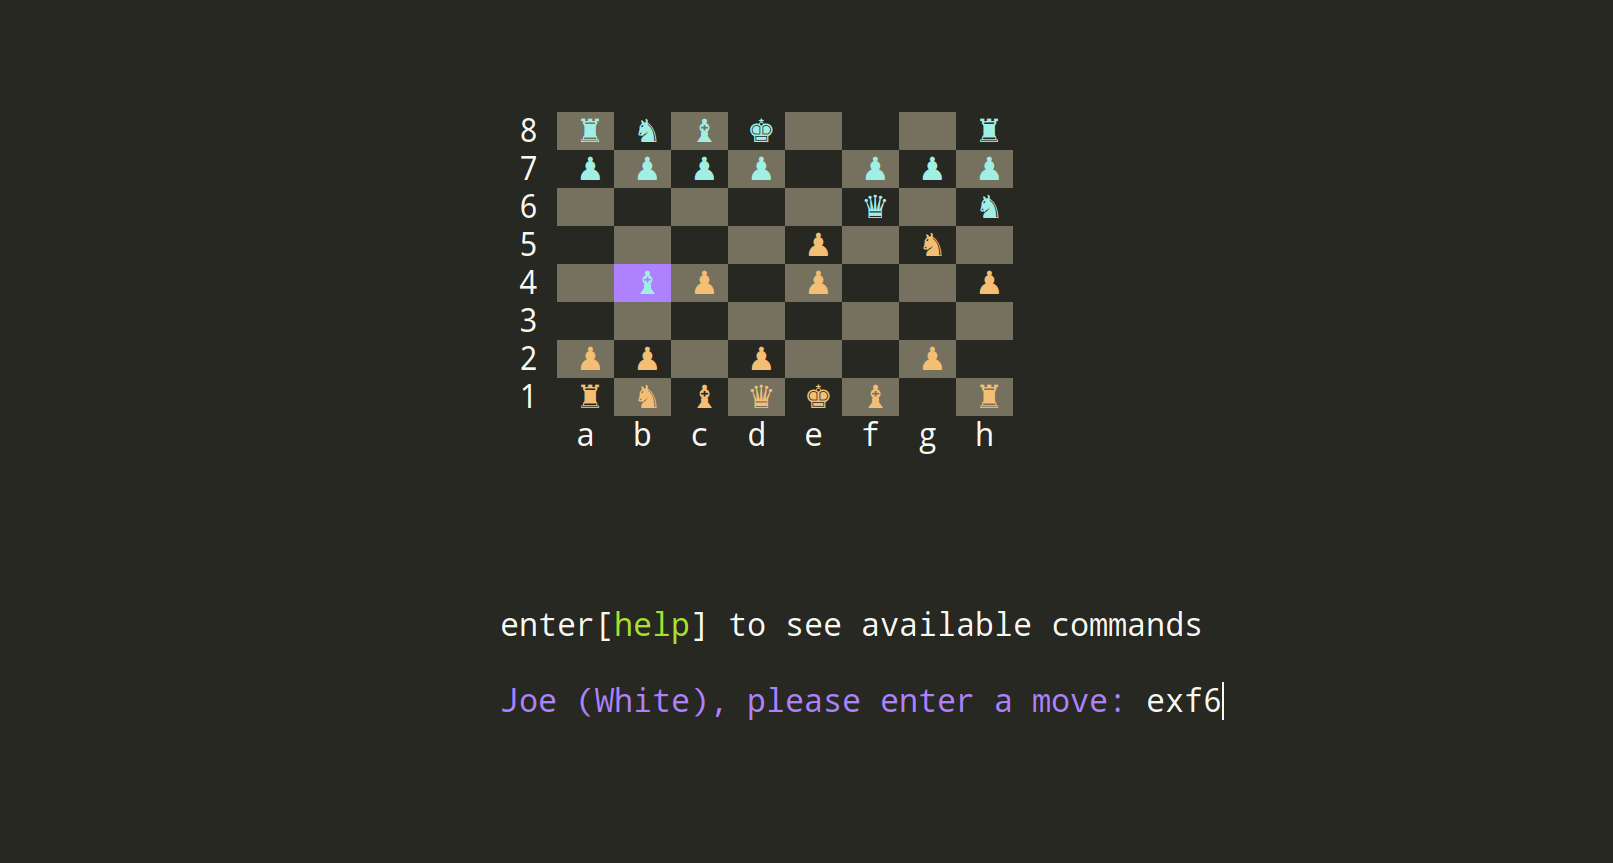 8
7
6
5
4
3
2
1
a b c d e f g h
enter[help] to see available commands
Joe (White), please enter a move: exf6